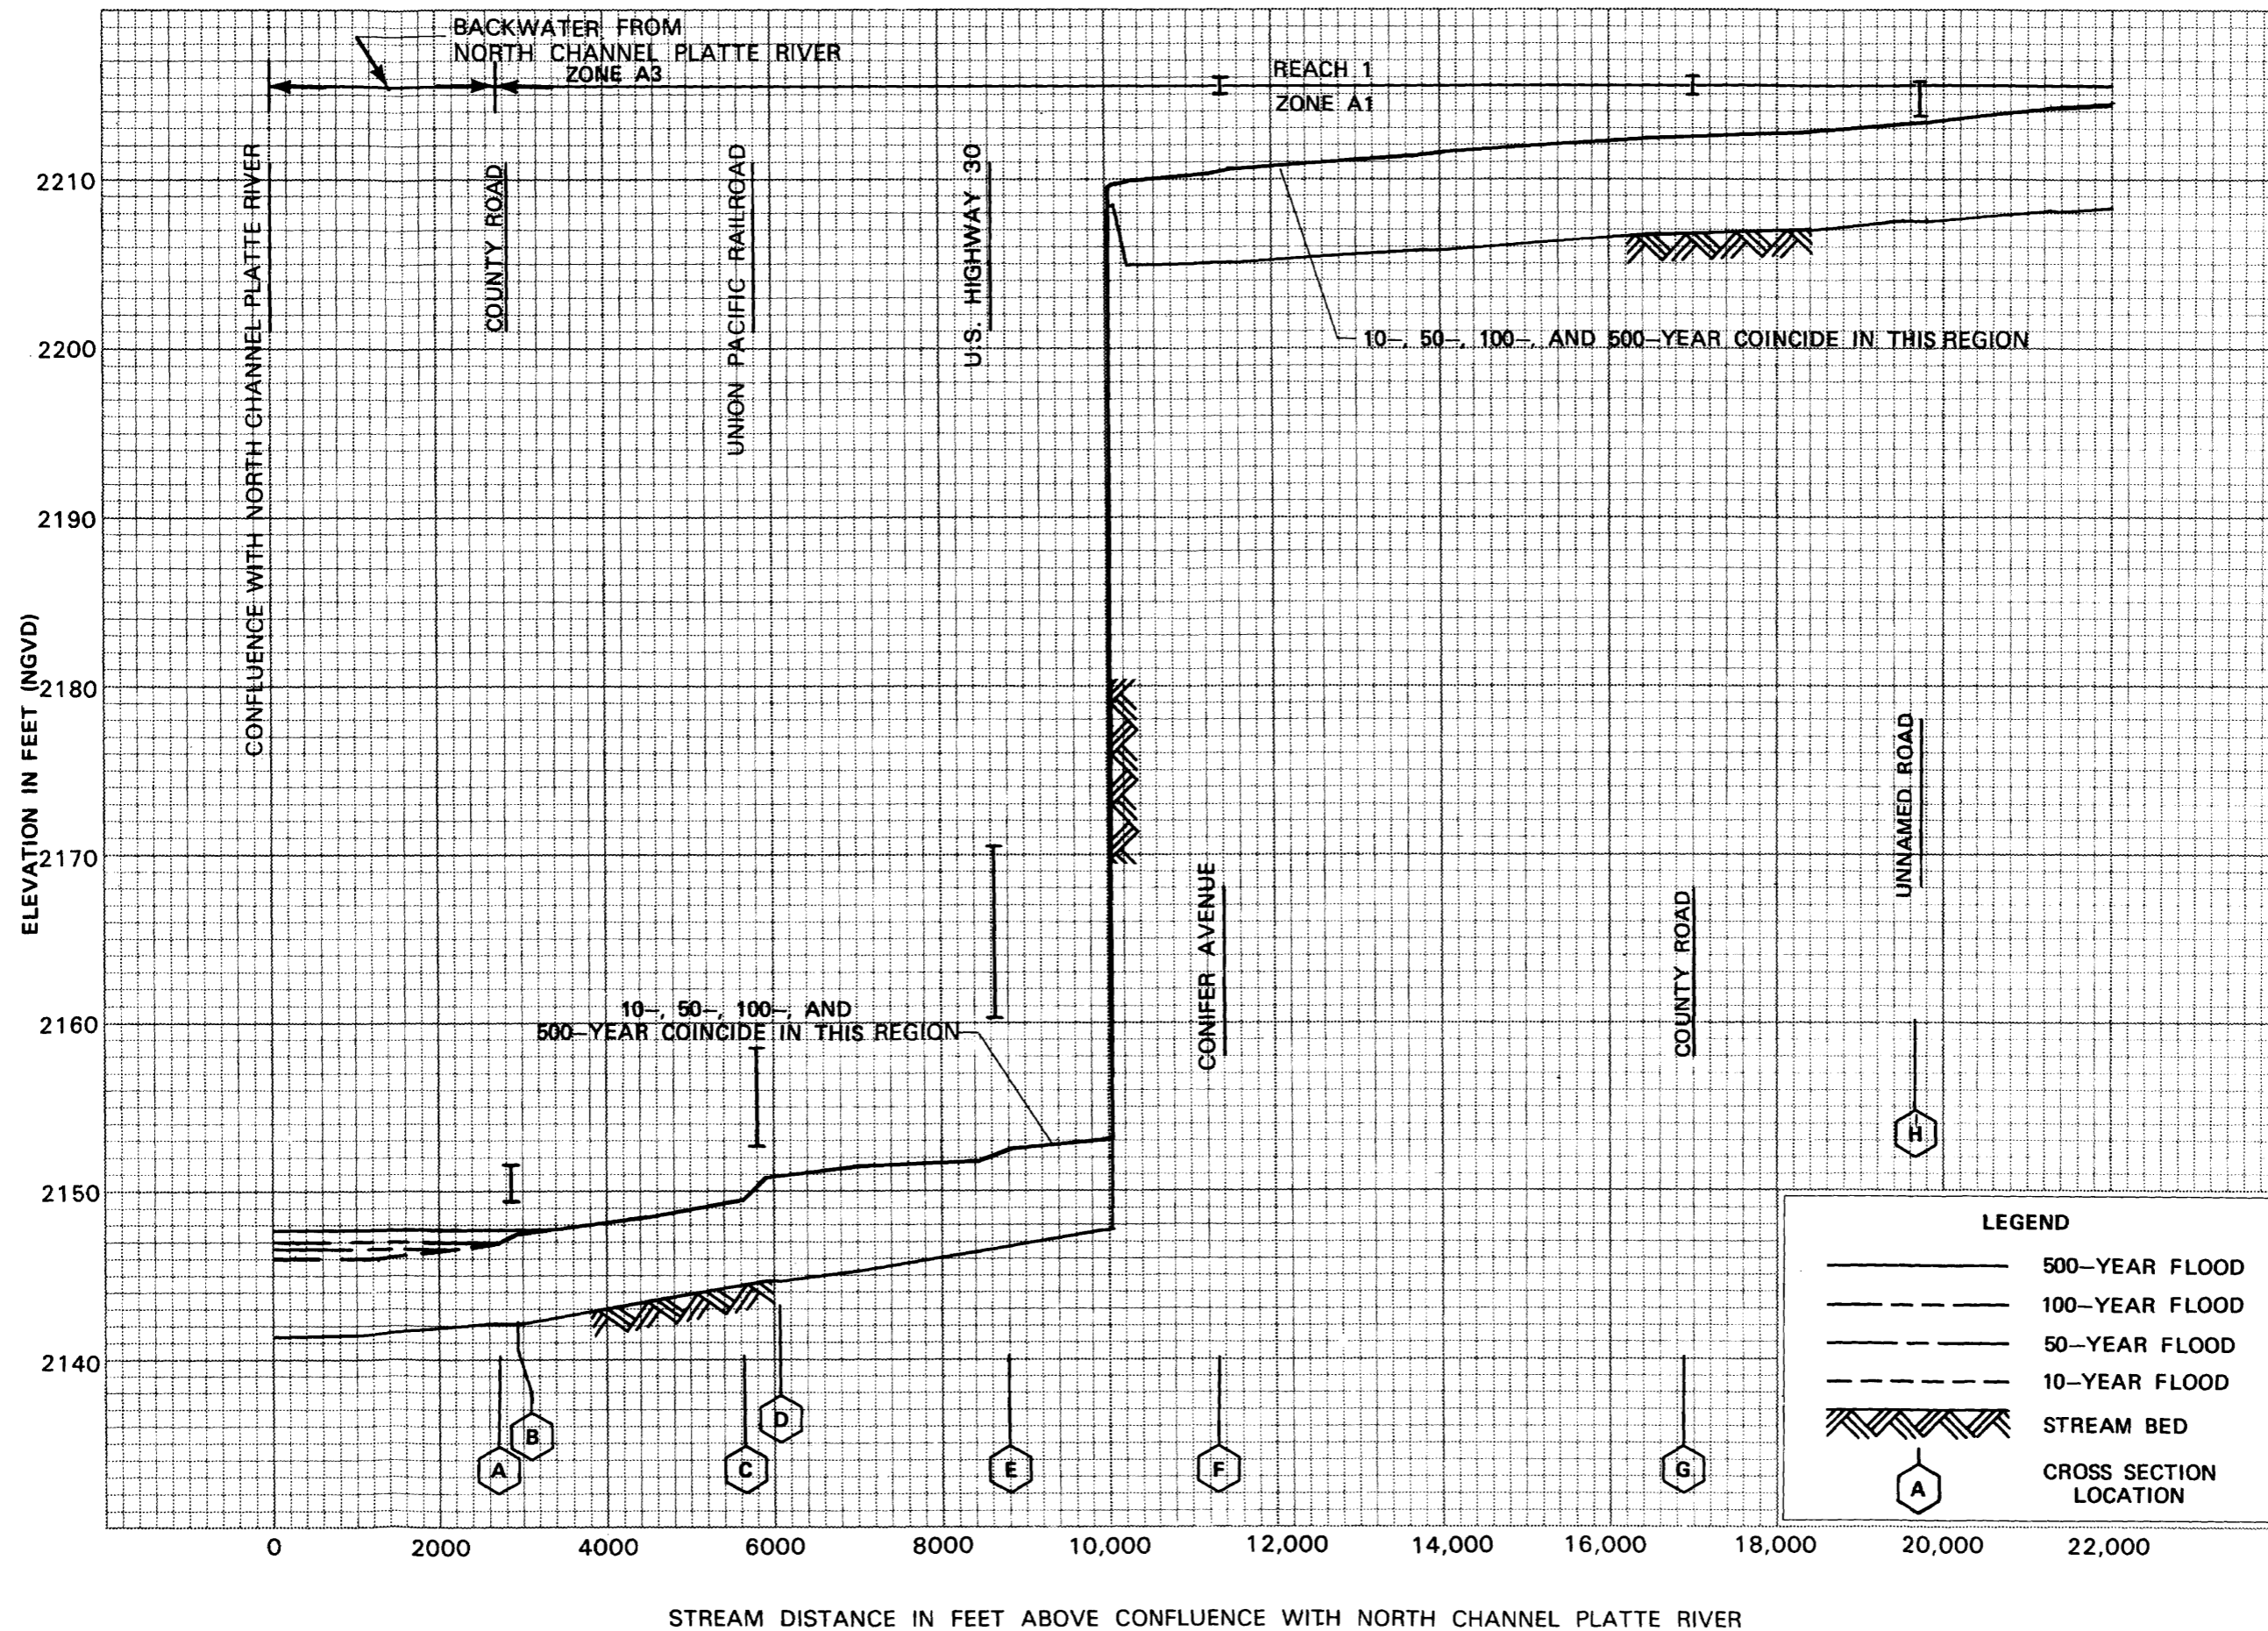 BACKWATER FROM
NORTH CHANNEL PLATTE RIVER
ZONE A3
REACH 1
ZONE A1
CONFLUENCE WITH NORTH CHANNEL PLATTE RIVER
COUNTY ROAD
UNION PACIFIC RAILROAD
U.S. HIGHWAY 30
10-, 50-, 100-, AND 500-YEAR COINCIDE IN THIS REGION
ELEVATION IN FEET (NGVD)
2210
2200
2190
2180
2170
2160
2150
2140
10-, 50-, 100-, AND
500-YEAR COINCIDE IN THIS REGION
CONIFER AVENUE
COUNTY ROAD
UNNAMED ROAD
H
A
B
C
D
E
F
G
LEGEND
500-YEAR FLOOD
100-YEAR FLOOD
50-YEAR FLOOD
10-YEAR FLOOD
STREAM BED
A
CROSS SECTION
LOCATION
0 2000 4000 6000 8000 10,000 12,000 14,000 16,000 18,000 20,000 22,000
STREAM DISTANCE IN FEET ABOVE CONFLUENCE WITH NORTH CHANNEL PLATTE RIVER